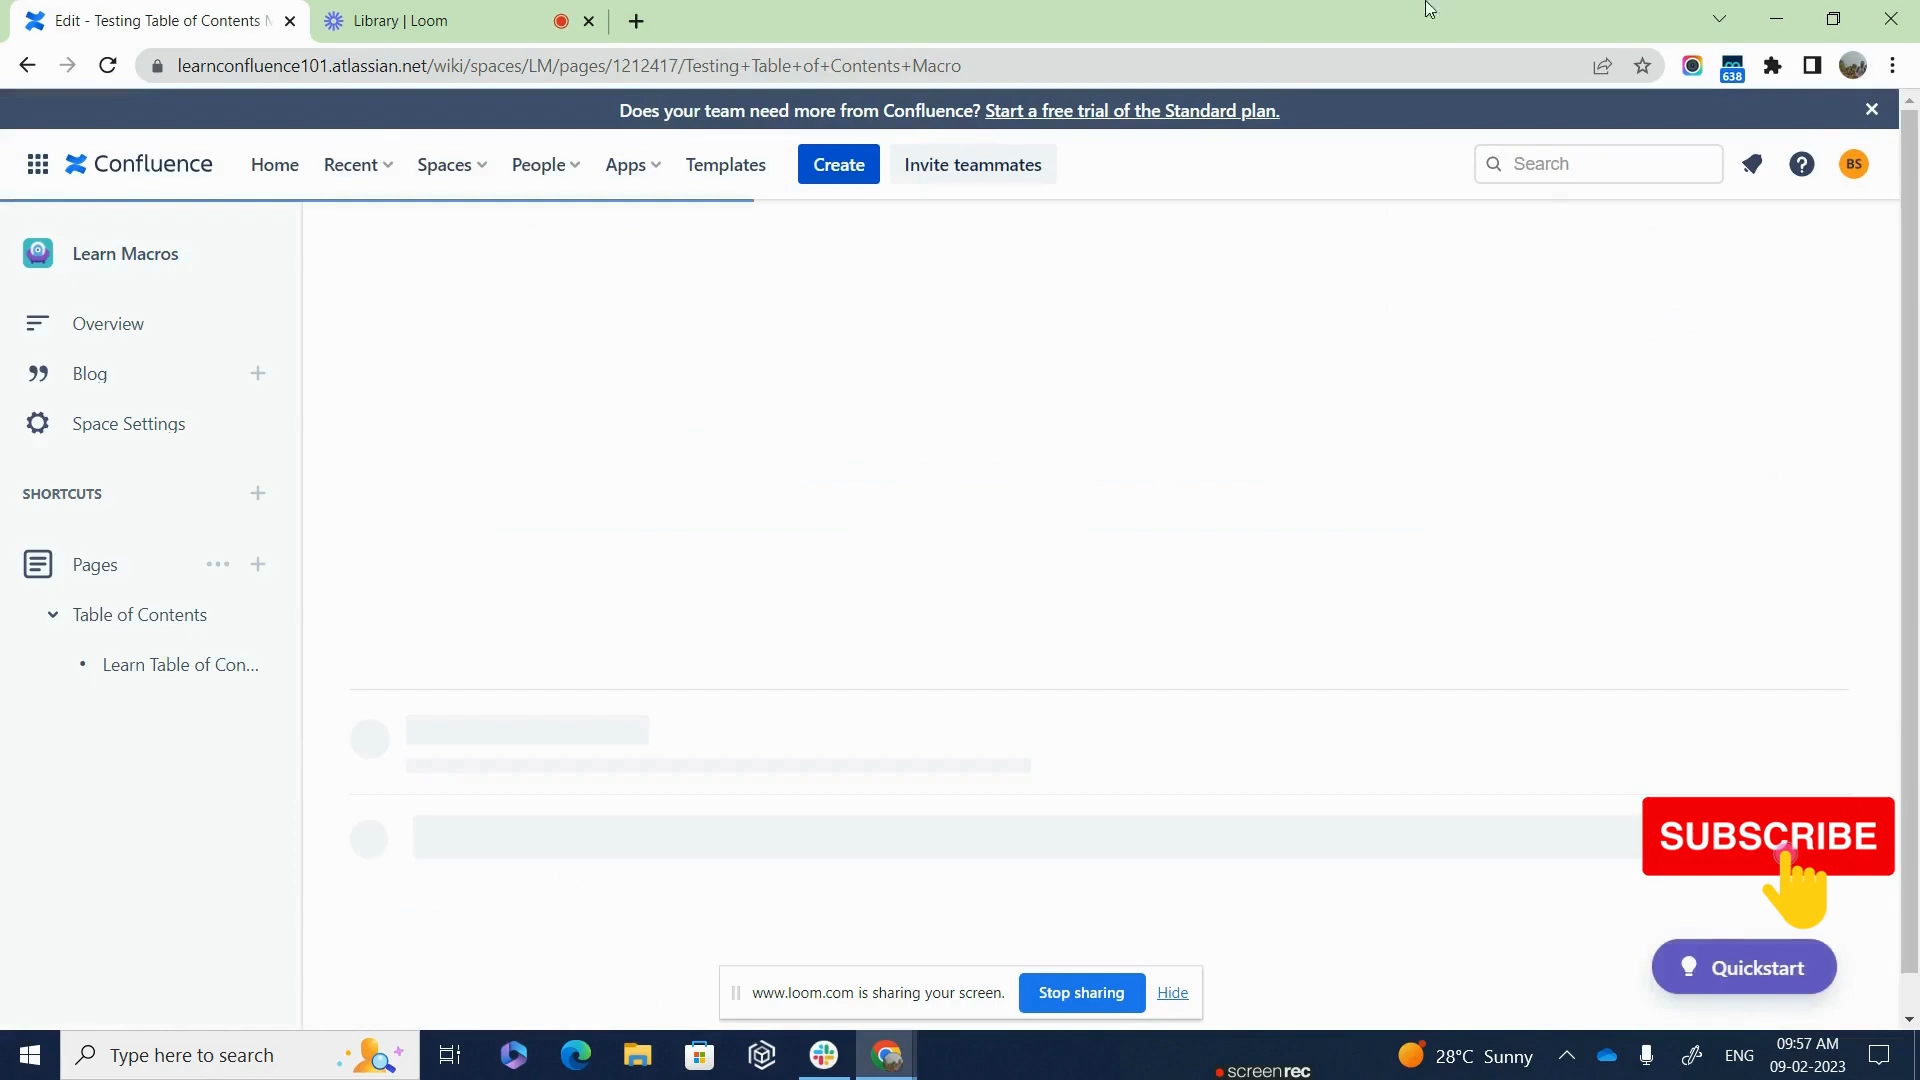 Edit - Testing Table of Contents M
Library | Loom
learnconfluence101.atlassian.net/wiki/spaces/LM/pages/1212417/Testing+Table+of+Contents+Macro
638
Does your team need more from Confluence? Start a free trial of the Standard plan.
Confluence
Home
Recent
Spaces
People
Apps
Templates
Create
Invite teammates
Search
BS
Learn Macros
Overview
Blog
Space Settings
SHORTCUTS
Pages
Table of Contents
Learn Table of Con...
SUBSCRIBE
Quickstart
www.loom.com is sharing your screen.
Stop sharing
Hide
Type here to search
screenrec
28°C Sunny
ENG
09:57 AM
09-02-2023